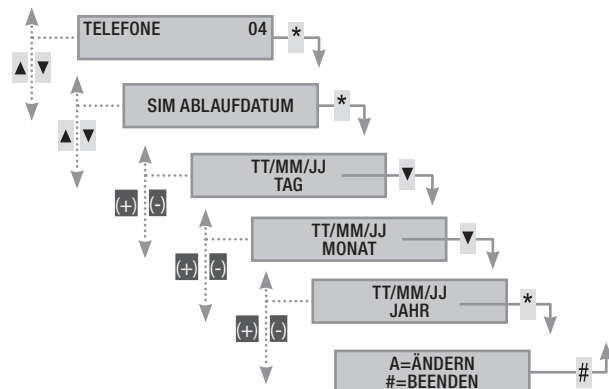 TELEFONE 04 *
▲ ▼
SIM ABLAUFDATUM *
▲ ▼
TT/MM/JJ
TAG ▼
(+) (-)
TT/MM/JJ
MONAT ▼
(+) (-)
TT/MM/JJ
JAHR *
(+) (-)
A=ÄNDERN
#=BEENDEN #